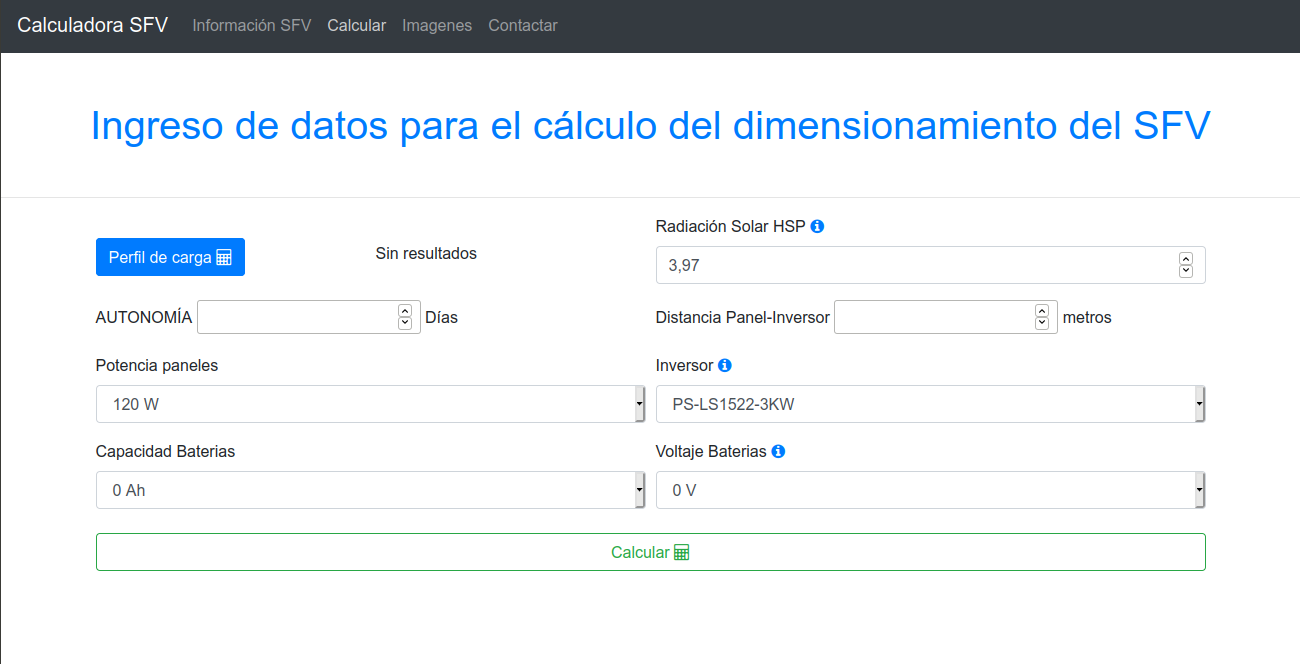 Calculadora SFV Información SFV Calcular Imagenes Contactar
Ingreso de datos para el cálculo del dimensionamiento del SFV
Perfil de carga
Sin resultados
Radiación Solar HSP
3,97
AUTONOMÍA Días
Distancia Panel-Inversor metros
Potencia paneles
120 W
Inversor
PS-LS1522-3KW
Capacidad Baterias
0 Ah
Voltaje Baterias
0 V
Calcular